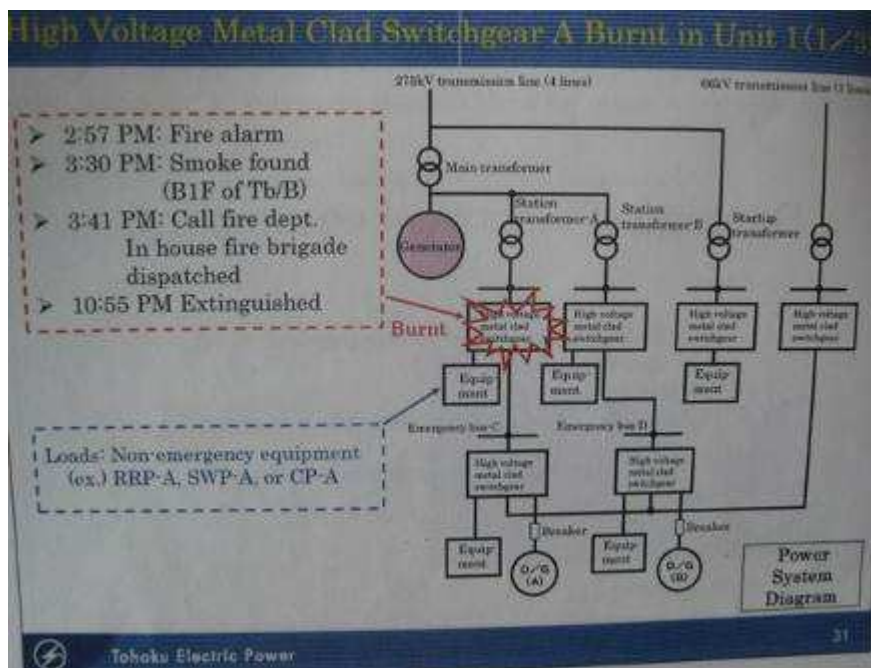 High Voltage Metal Clad Switchgear A Burnt in Unit 1(1/3
275kV transmission line (4 lines)
66kV transmission line (1 line
➢ 2:57 PM: Fire alarm
➢ 3:30 PM: Smoke found
(B1F of Tb/B)
➢ 3:41 PM: Call fire dept.
In house fire brigade
dispatched
➢ 10:55 PM Extinguished
Main transformer
Generator
Station
transformer-A
Station
transformer-B
Startup
transformer
Burnt
High voltage
metal clad
switchgear
High voltage
metal clad
switchgear
High voltage
metal clad
switchgear
High voltage
metal clad
switchgear
Equip-
ment
Equip-
ment
Equip-
ment
Loads: Non-emergency equipment
(ex.) RRP-A, SWP-A, or CP-A
Emergency bus-C
Emergency bus-D
High voltage
metal clad
switchgear
High voltage
metal clad
switchgear
Breaker
Breaker
Equip-
ment
D/G
(A)
Equip-
ment
D/G
(B)
Power
System
Diagram
Tohoku Electric Power
31